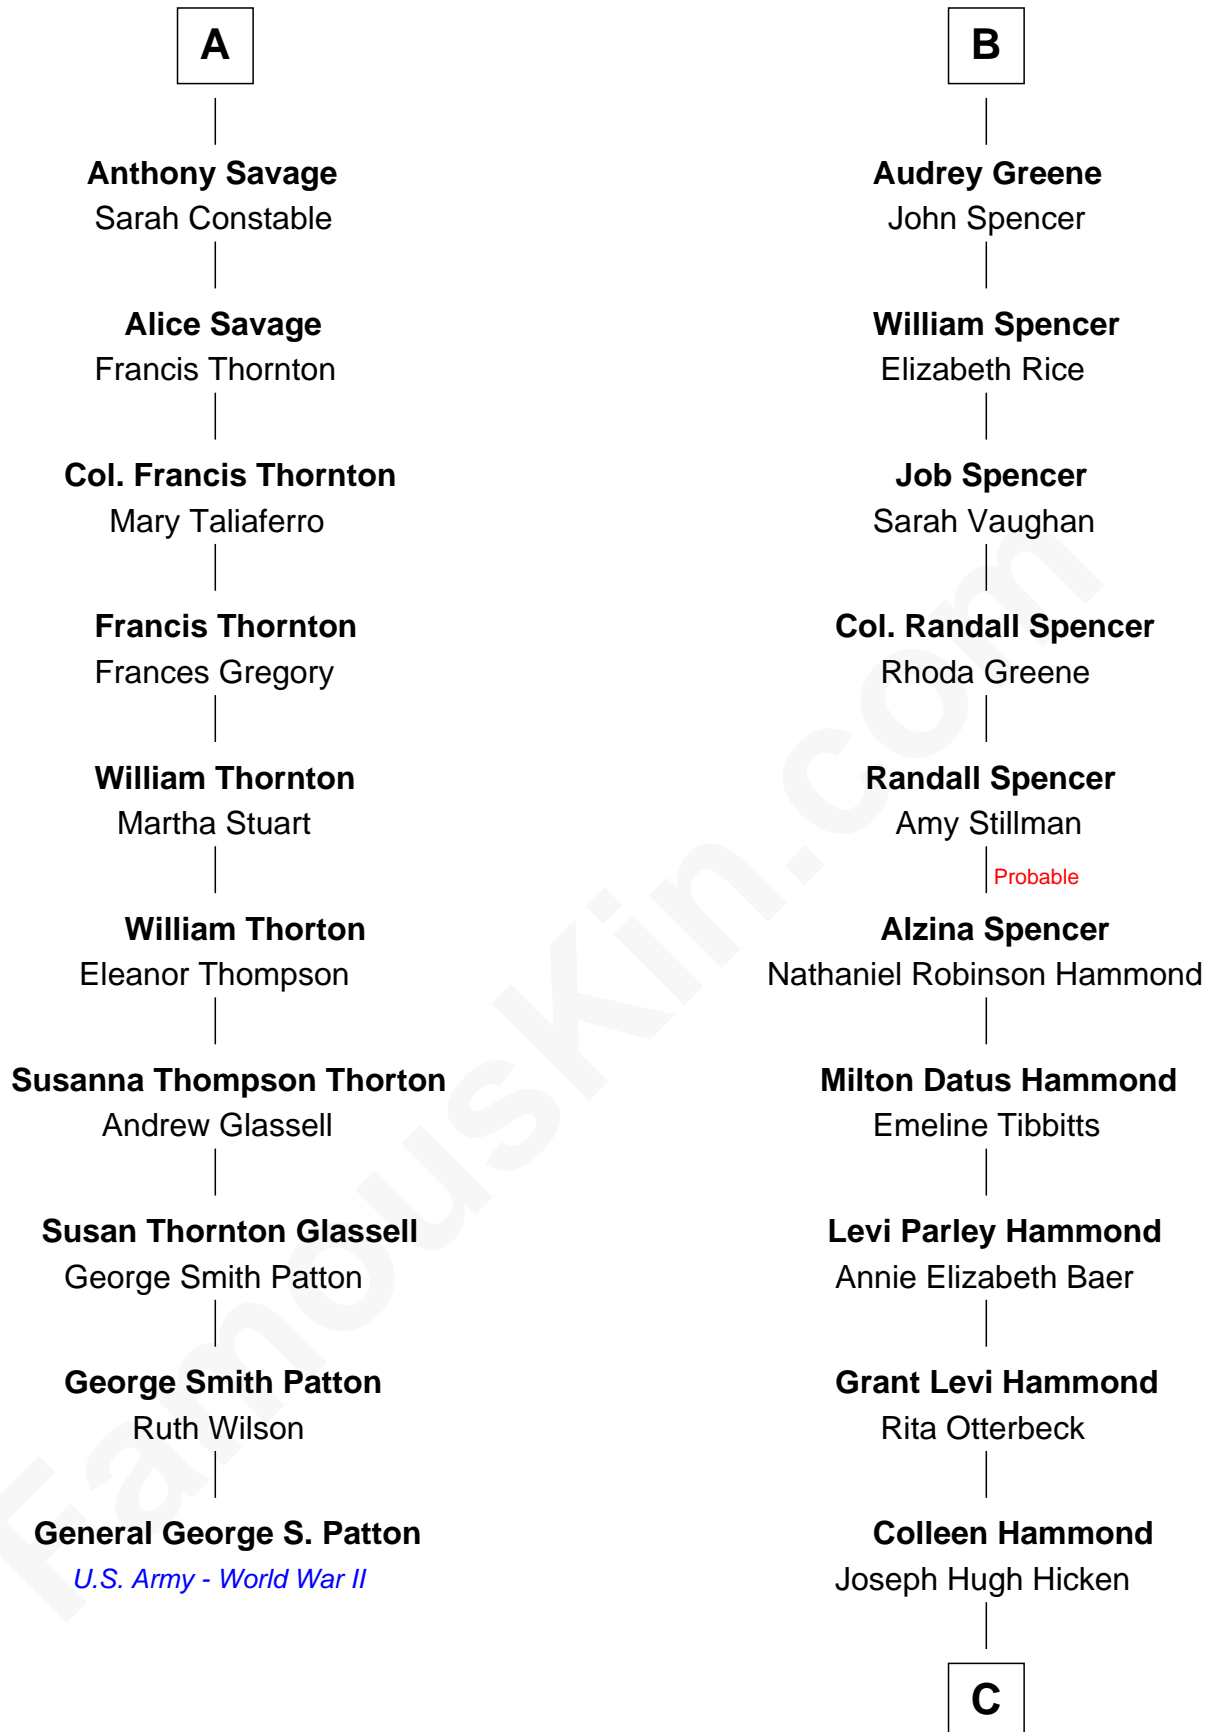 A
Anthony Savage
Sarah Constable
Alice Savage
Francis Thornton
Col. Francis Thornton
Mary Taliaferro
Francis Thornton
Frances Gregory
William Thornton
Martha Stuart
William Thorton
Eleanor Thompson
Susanna Thompson Thorton
Andrew Glassell
Susan Thornton Glassell
George Smith Patton
George Smith Patton
Ruth Wilson
General George S. Patton
U.S. Army - World War II
B
Audrey Greene
John Spencer
William Spencer
Elizabeth Rice
Job Spencer
Sarah Vaughan
Col. Randall Spencer
Rhoda Greene
Randall Spencer
Amy Stillman
Probable
Alzina Spencer
Nathaniel Robinson Hammond
Milton Datus Hammond
Emeline Tibbitts
Levi Parley Hammond
Annie Elizabeth Baer
Grant Levi Hammond
Rita Otterbeck
Colleen Hammond
Joseph Hugh Hicken
C
FamousKin.com